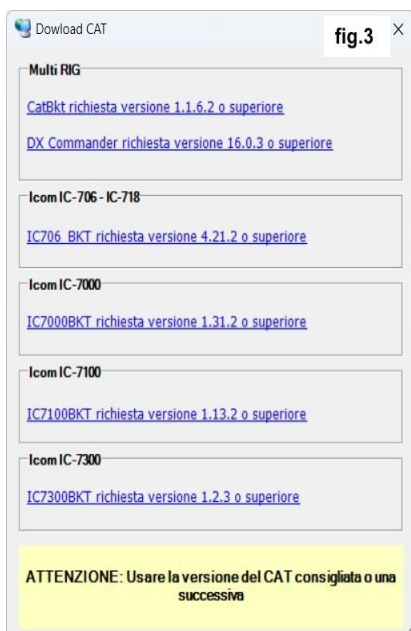 Dowload CAT
fig.3
X
Multi RIG
CatBkt richiesta versione 1.1.6.2 o superiore
DX Commander richiesta versione 16.0.3 o superiore
Icom IC-706 - IC-718
IC706_BKT richiesta versione 4.21.2 o superiore
Icom IC-7000
IC7000BKT richiesta versione 1.31.2 o superiore
Icom IC-7100
IC7100BKT richiesta versione 1.13.2 o superiore
Icom IC-7300
IC7300BKT richiesta versione 1.2.3 o superiore
ATTENZIONE: Usare la versione del CAT consigliata o una
successiva